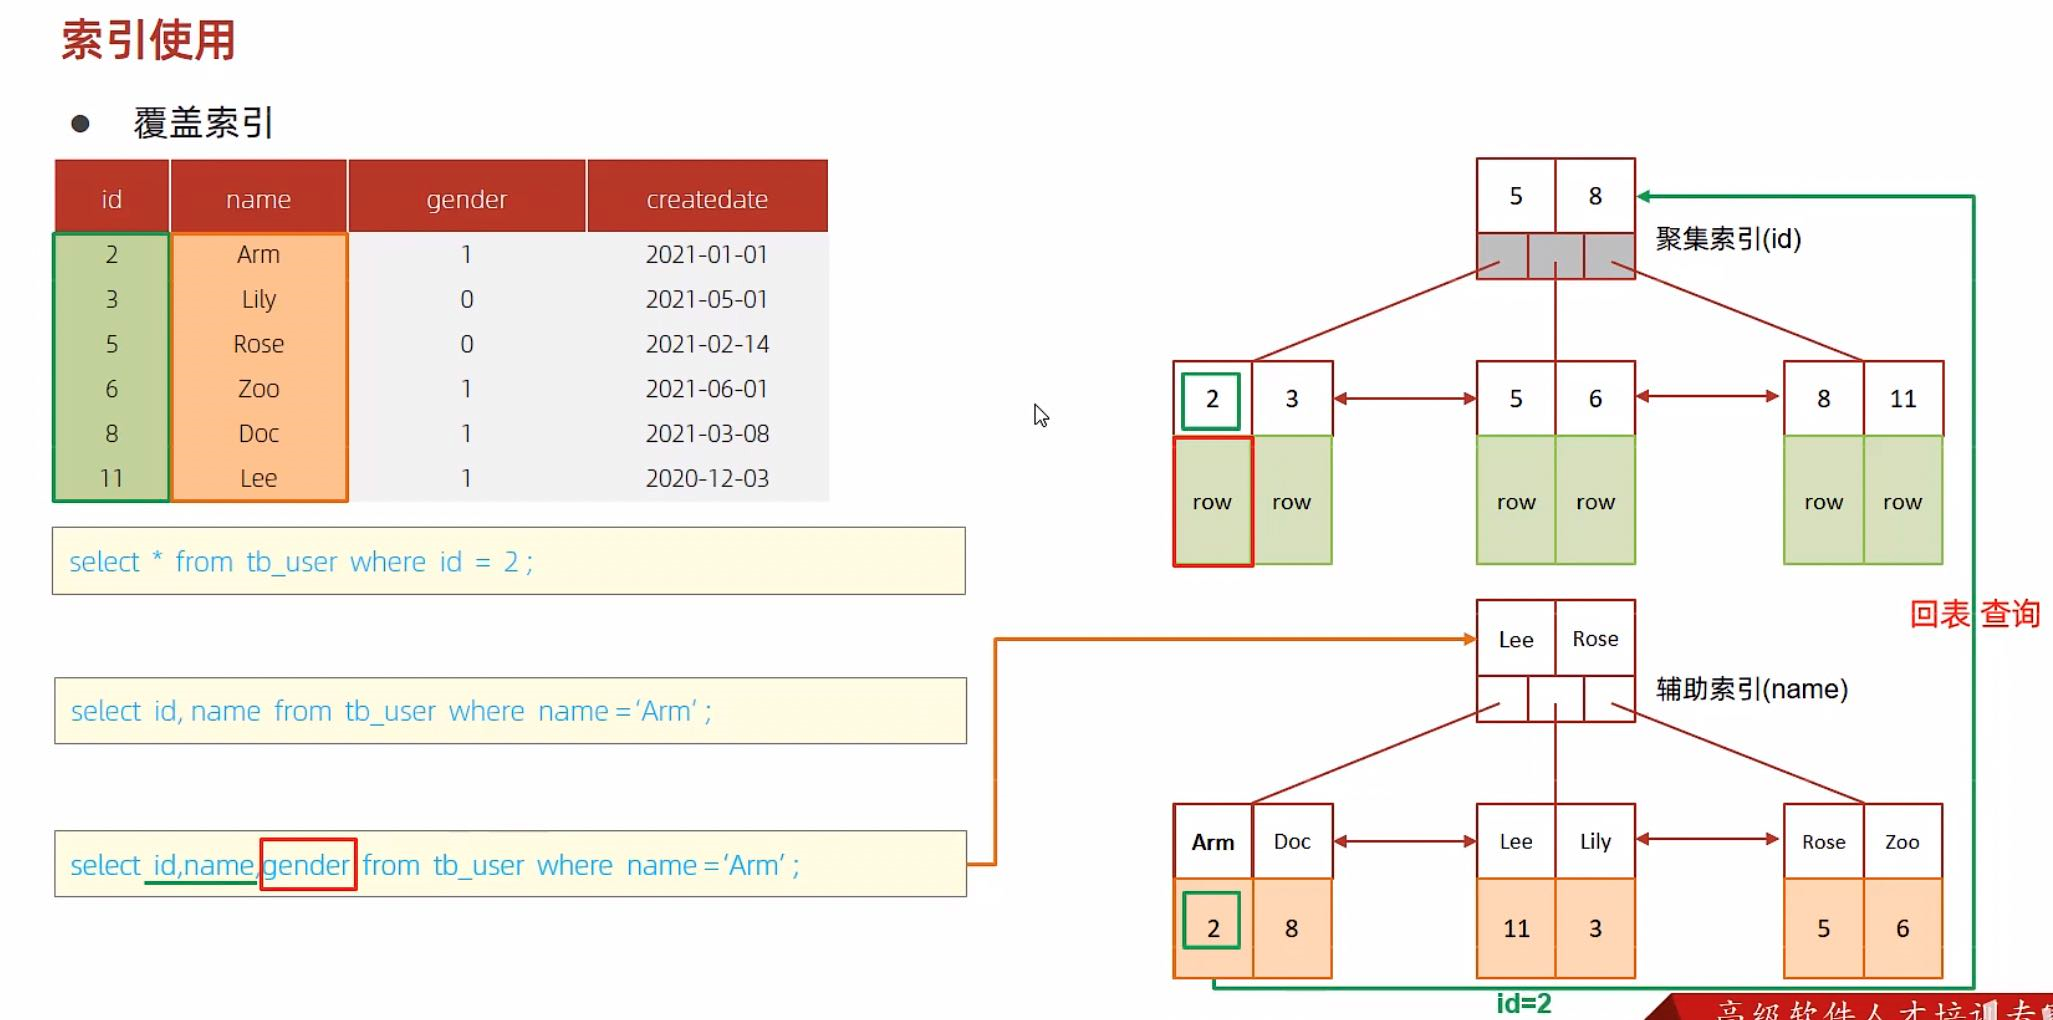 索引使用
● 覆盖索引
id name gender createdate
2 Arm 1 2021-01-01
3 Lily 0 2021-05-01
5 Rose 0 2021-02-14
6 Zoo 1 2021-06-01
8 Doc 1 2021-03-08
11 Lee 1 2020-12-03
select * from tb_user where id = 2 ;
select id, name from tb_user where name =‘Arm’ ;
select id,name,gender from tb_user where name =‘Arm’ ;
5 8
聚集索引(id)
2 3 5 6 8 11
row row row row row row
回表 查询
Lee Rose
辅助索引(name)
Arm Doc Lee Lily Rose Zoo
2 8 11 3 5 6
id=2
高级软件人才培训专